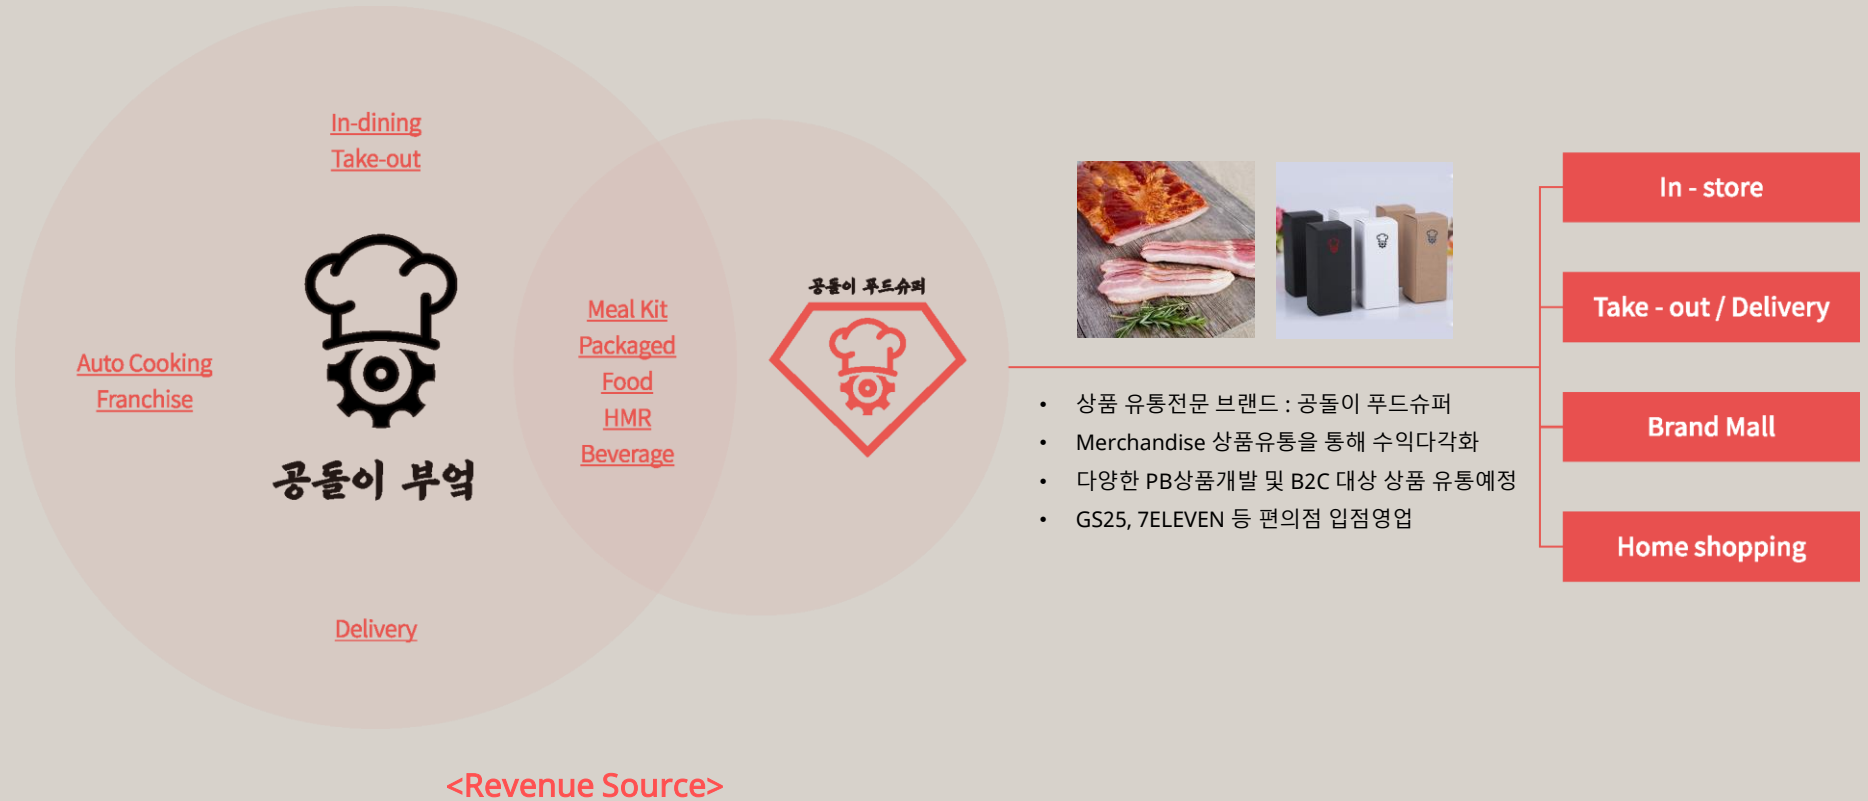 In-dining
Take-out
Auto Cooking
Franchise
공돌이 부엌
Delivery
Meal Kit
Packaged
Food
HMR
Beverage
공돌이 푸드슈퍼
• 상품 유통전문 브랜드 : 공돌이 푸드슈퍼
• Merchandise 상품유통을 통해 수익다각화
• 다양한 PB상품개발 및 B2C 대상 상품 유통예정
• GS25, 7ELEVEN 등 편의점 입점영업
In - store
Take - out / Delivery
Brand Mall
Home shopping
<Revenue Source>